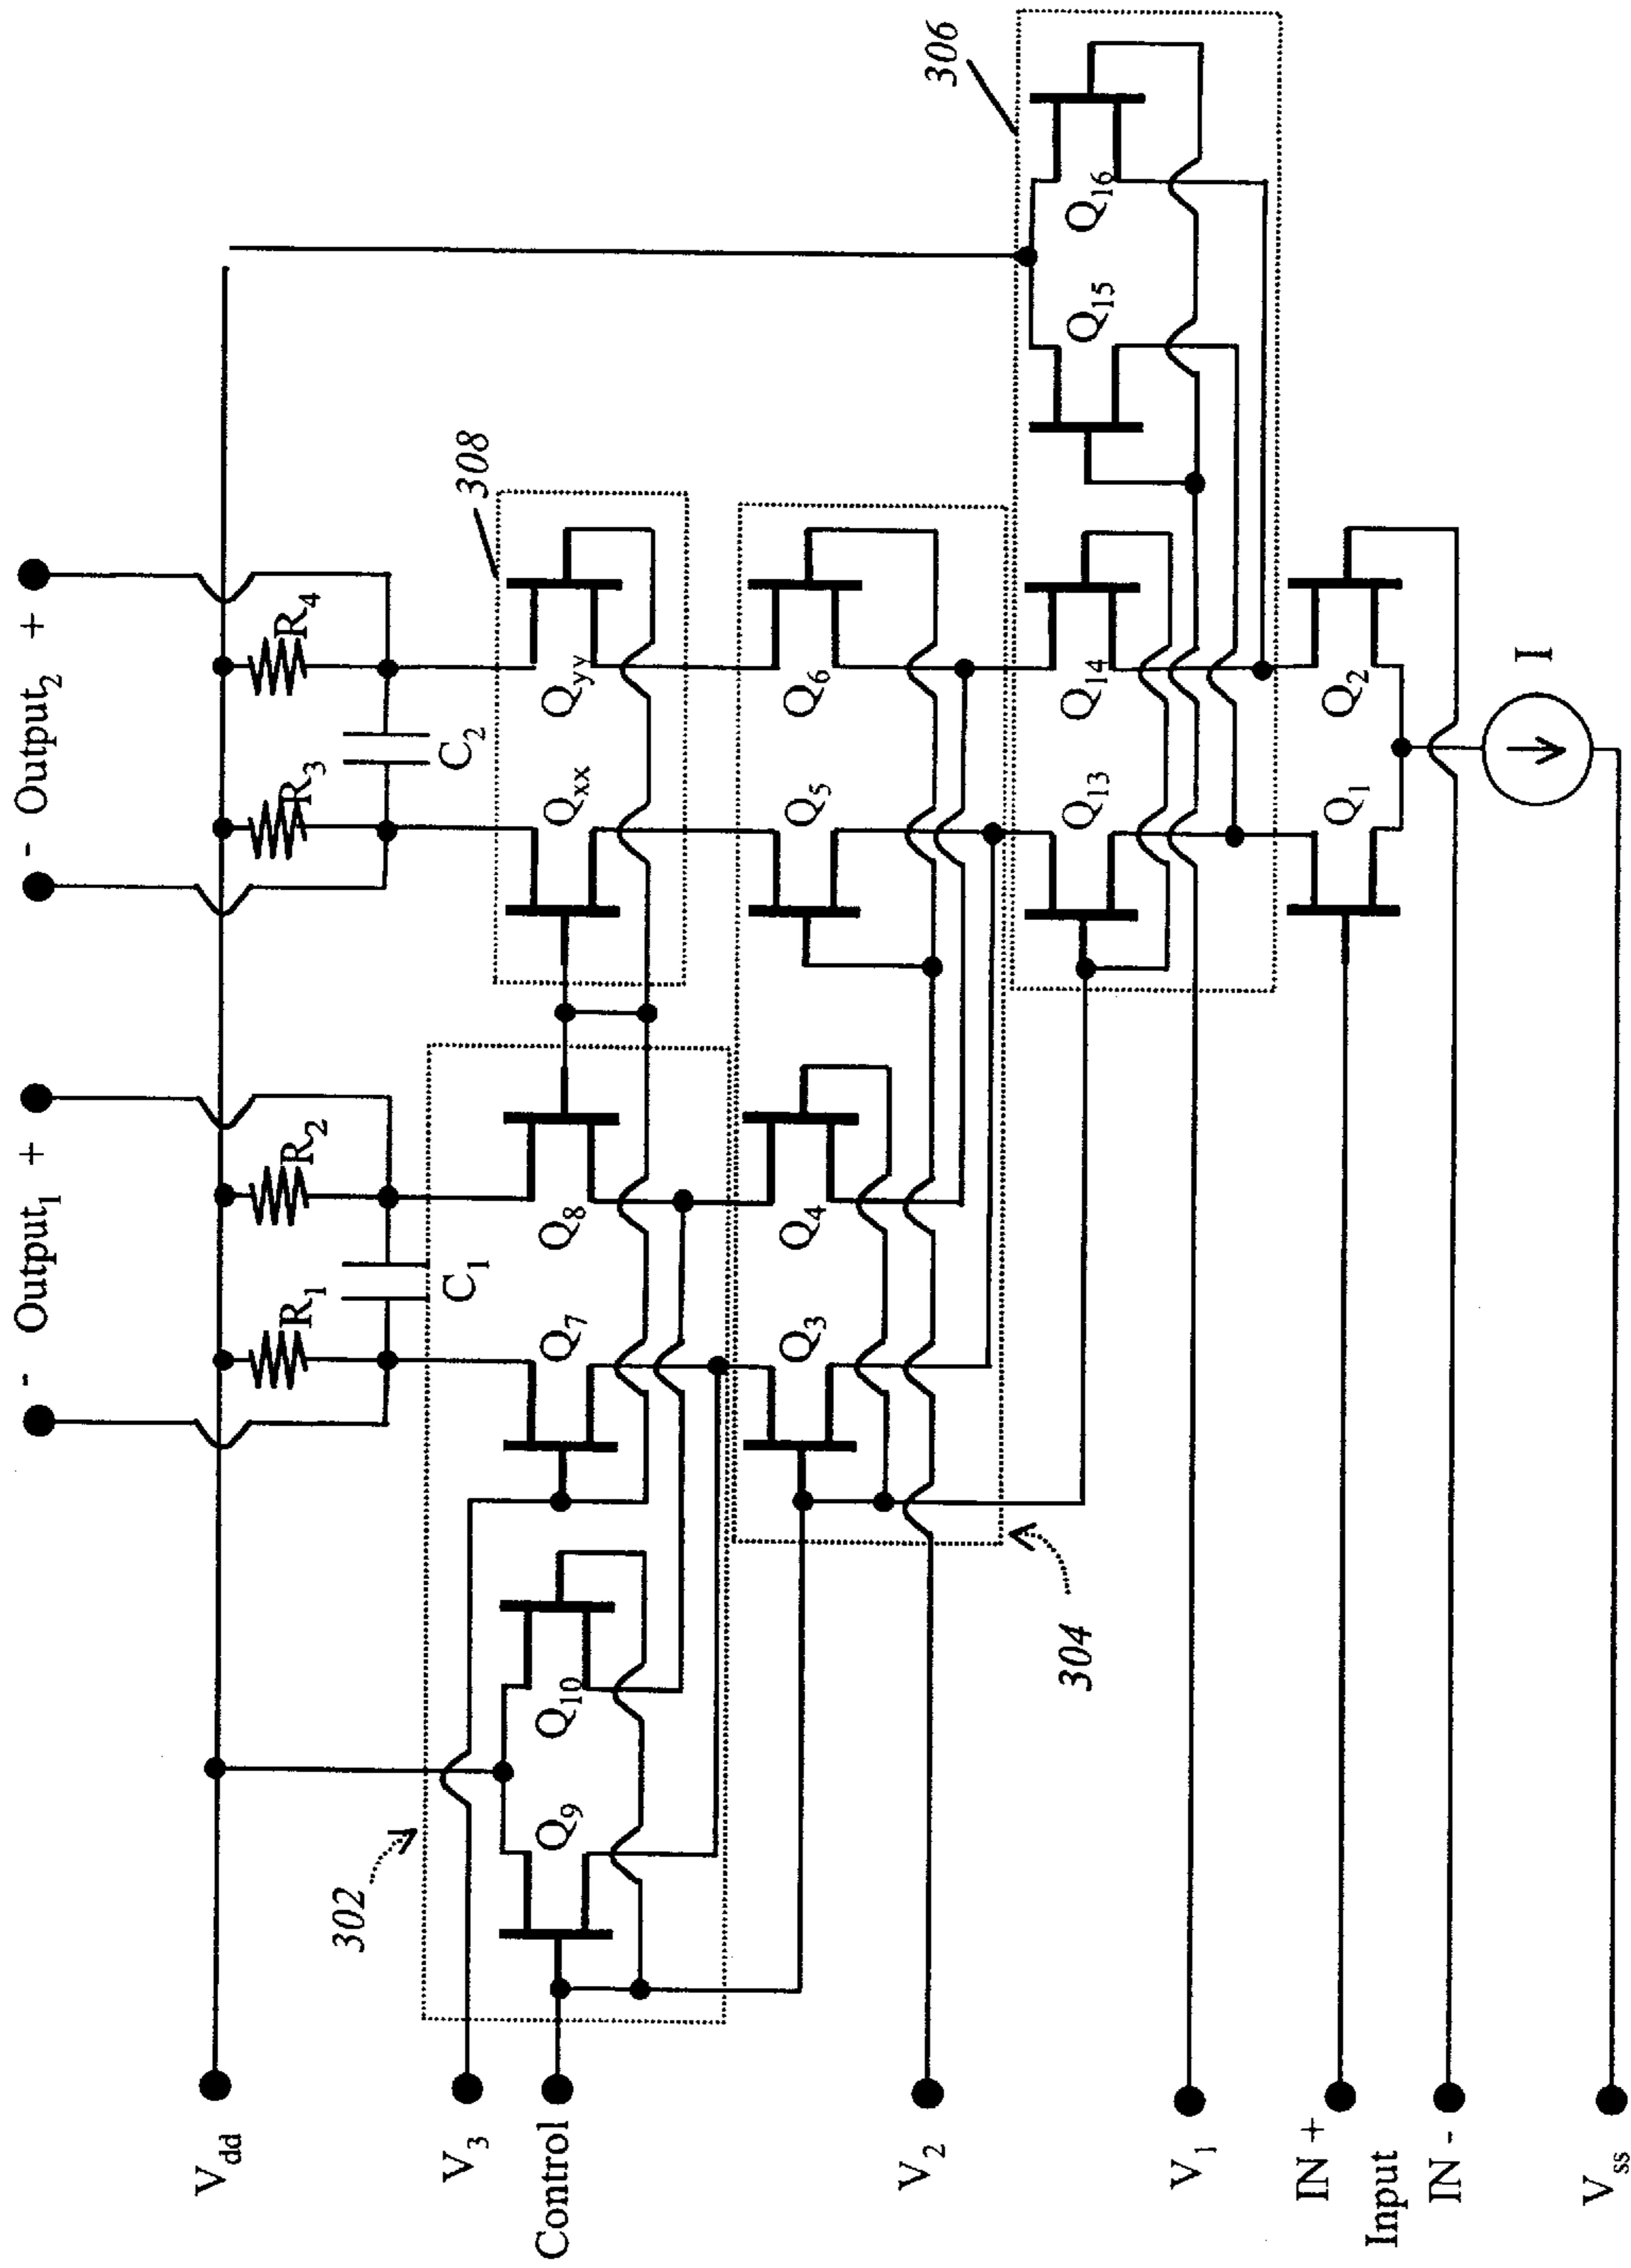 - Output₁ +
- Output₂ +
Vdd
R₁
R₂
R₃
R₄
C₁
C₂
302
308
306
V₃
Control
Q₉
Q₁₀
Q₇
Q₈
Qxx
Qyy
Q₃
Q₄
Q₅
Q₆
304
V₂
Q₁₃
Q₁₄
Q₁₅
Q₁₆
V₁
IN +
Input
IN -
Q₁
Q₂
I
Vss